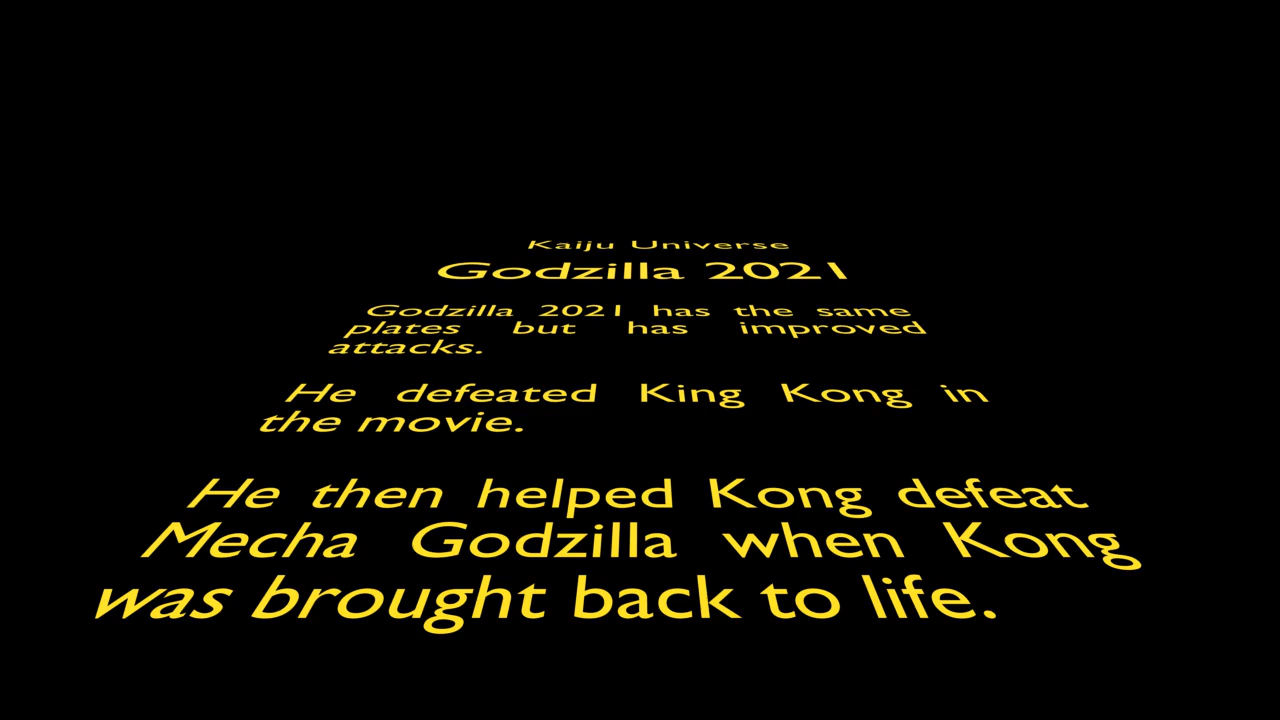 Kaiju Universe
Godzilla 2021
Godzilla 2021 has the same
plates but has improved
attacks.
He defeated King Kong in
the movie.
He then helped Kong defeat
Mecha Godzilla when Kong
was brought back to life.